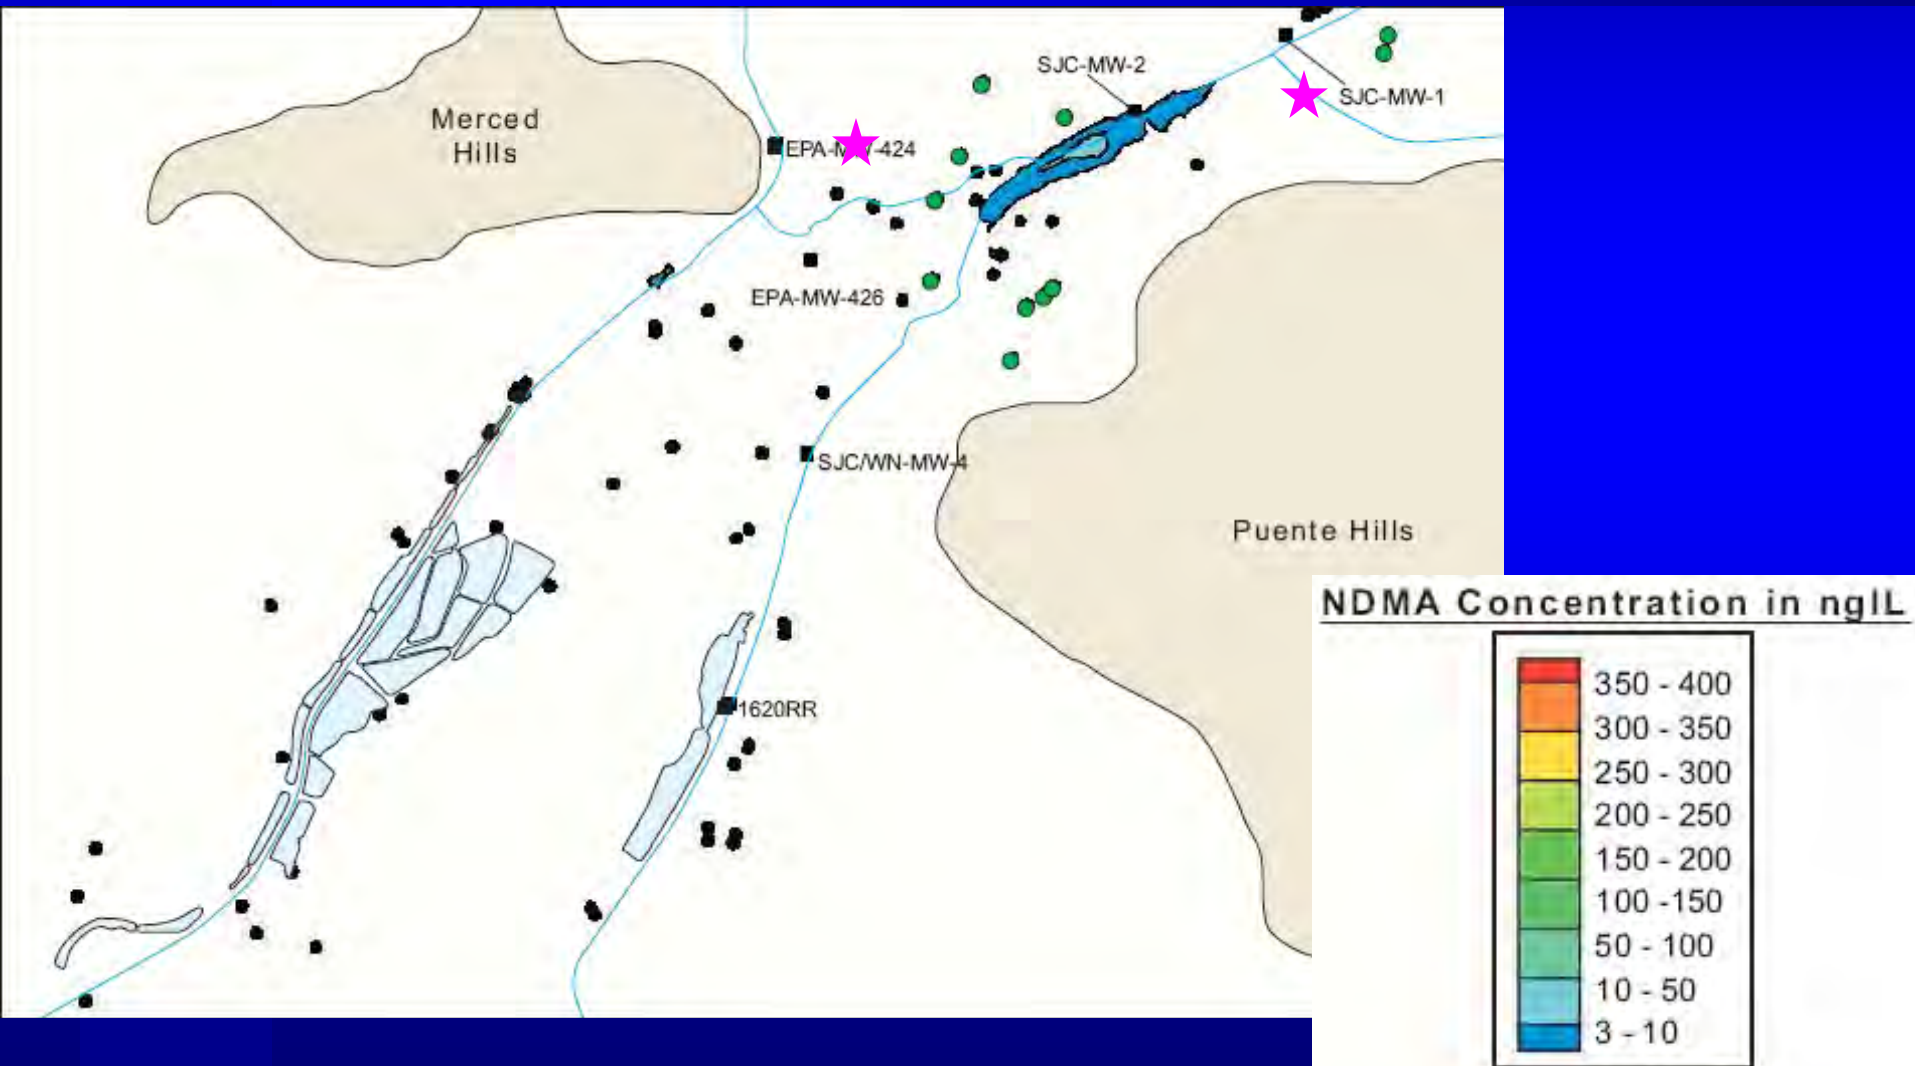 SJC-MW-2
SJC-MW-1
Merced
Hills
EPA-MW-424
EPA-MW-426
SJC/WN-MW-4
Puente Hills
1620RR
NDMA Concentration in ng|L
350 - 400
300 - 350
250 - 300
200 - 250
150 - 200
100 -150
50 - 100
10 - 50
3 - 10